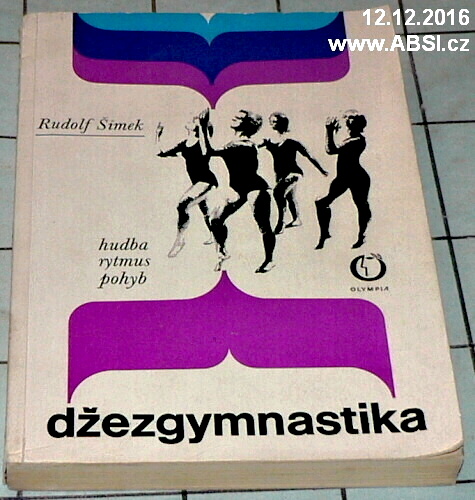 12.12.2016
www.ABSI.cz
Rudolf Šimek
hudba
rytmus
pohyb
OLYMPIA
džezgymnastika